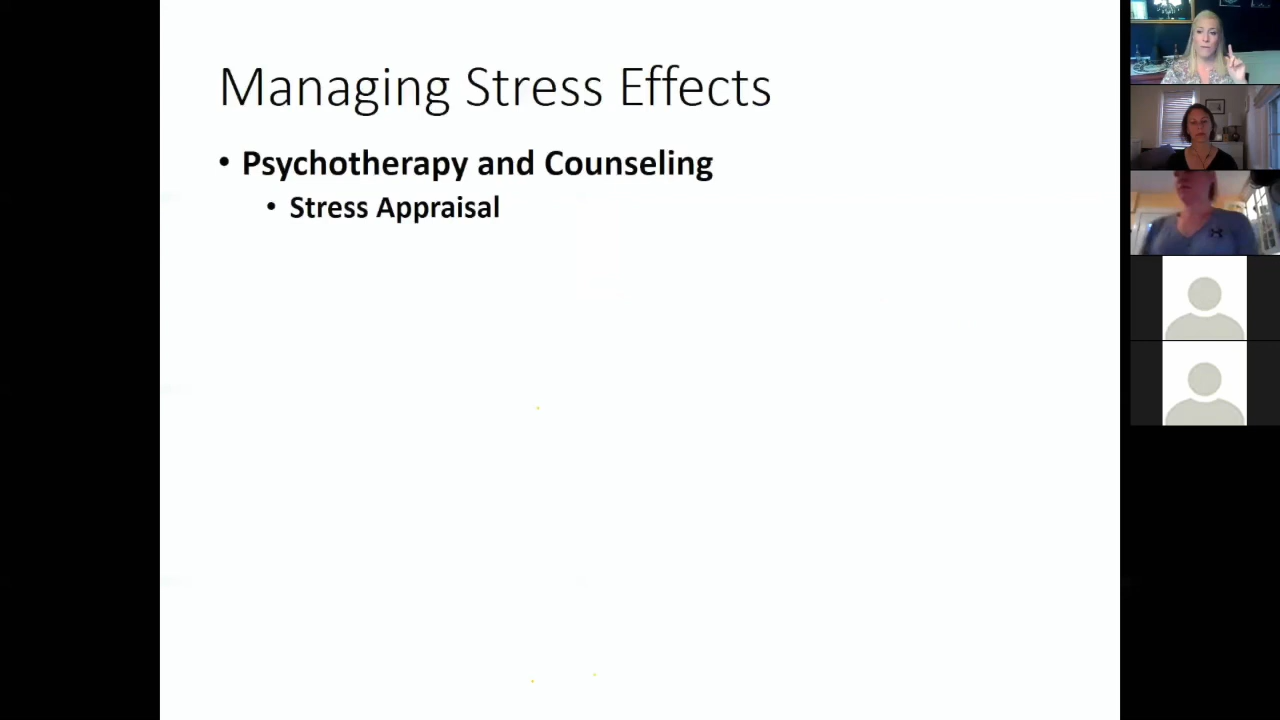 Managing Stress Effects
• Psychotherapy and Counseling
• Stress Appraisal